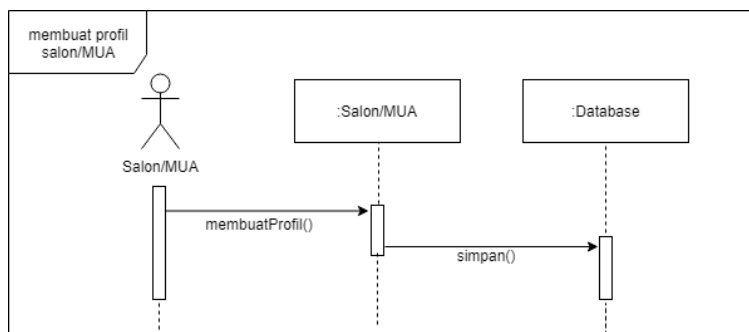 membuat profil
salon/MUA
:Salon/MUA
:Database
Salon/MUA
membuatProfil()
simpan()